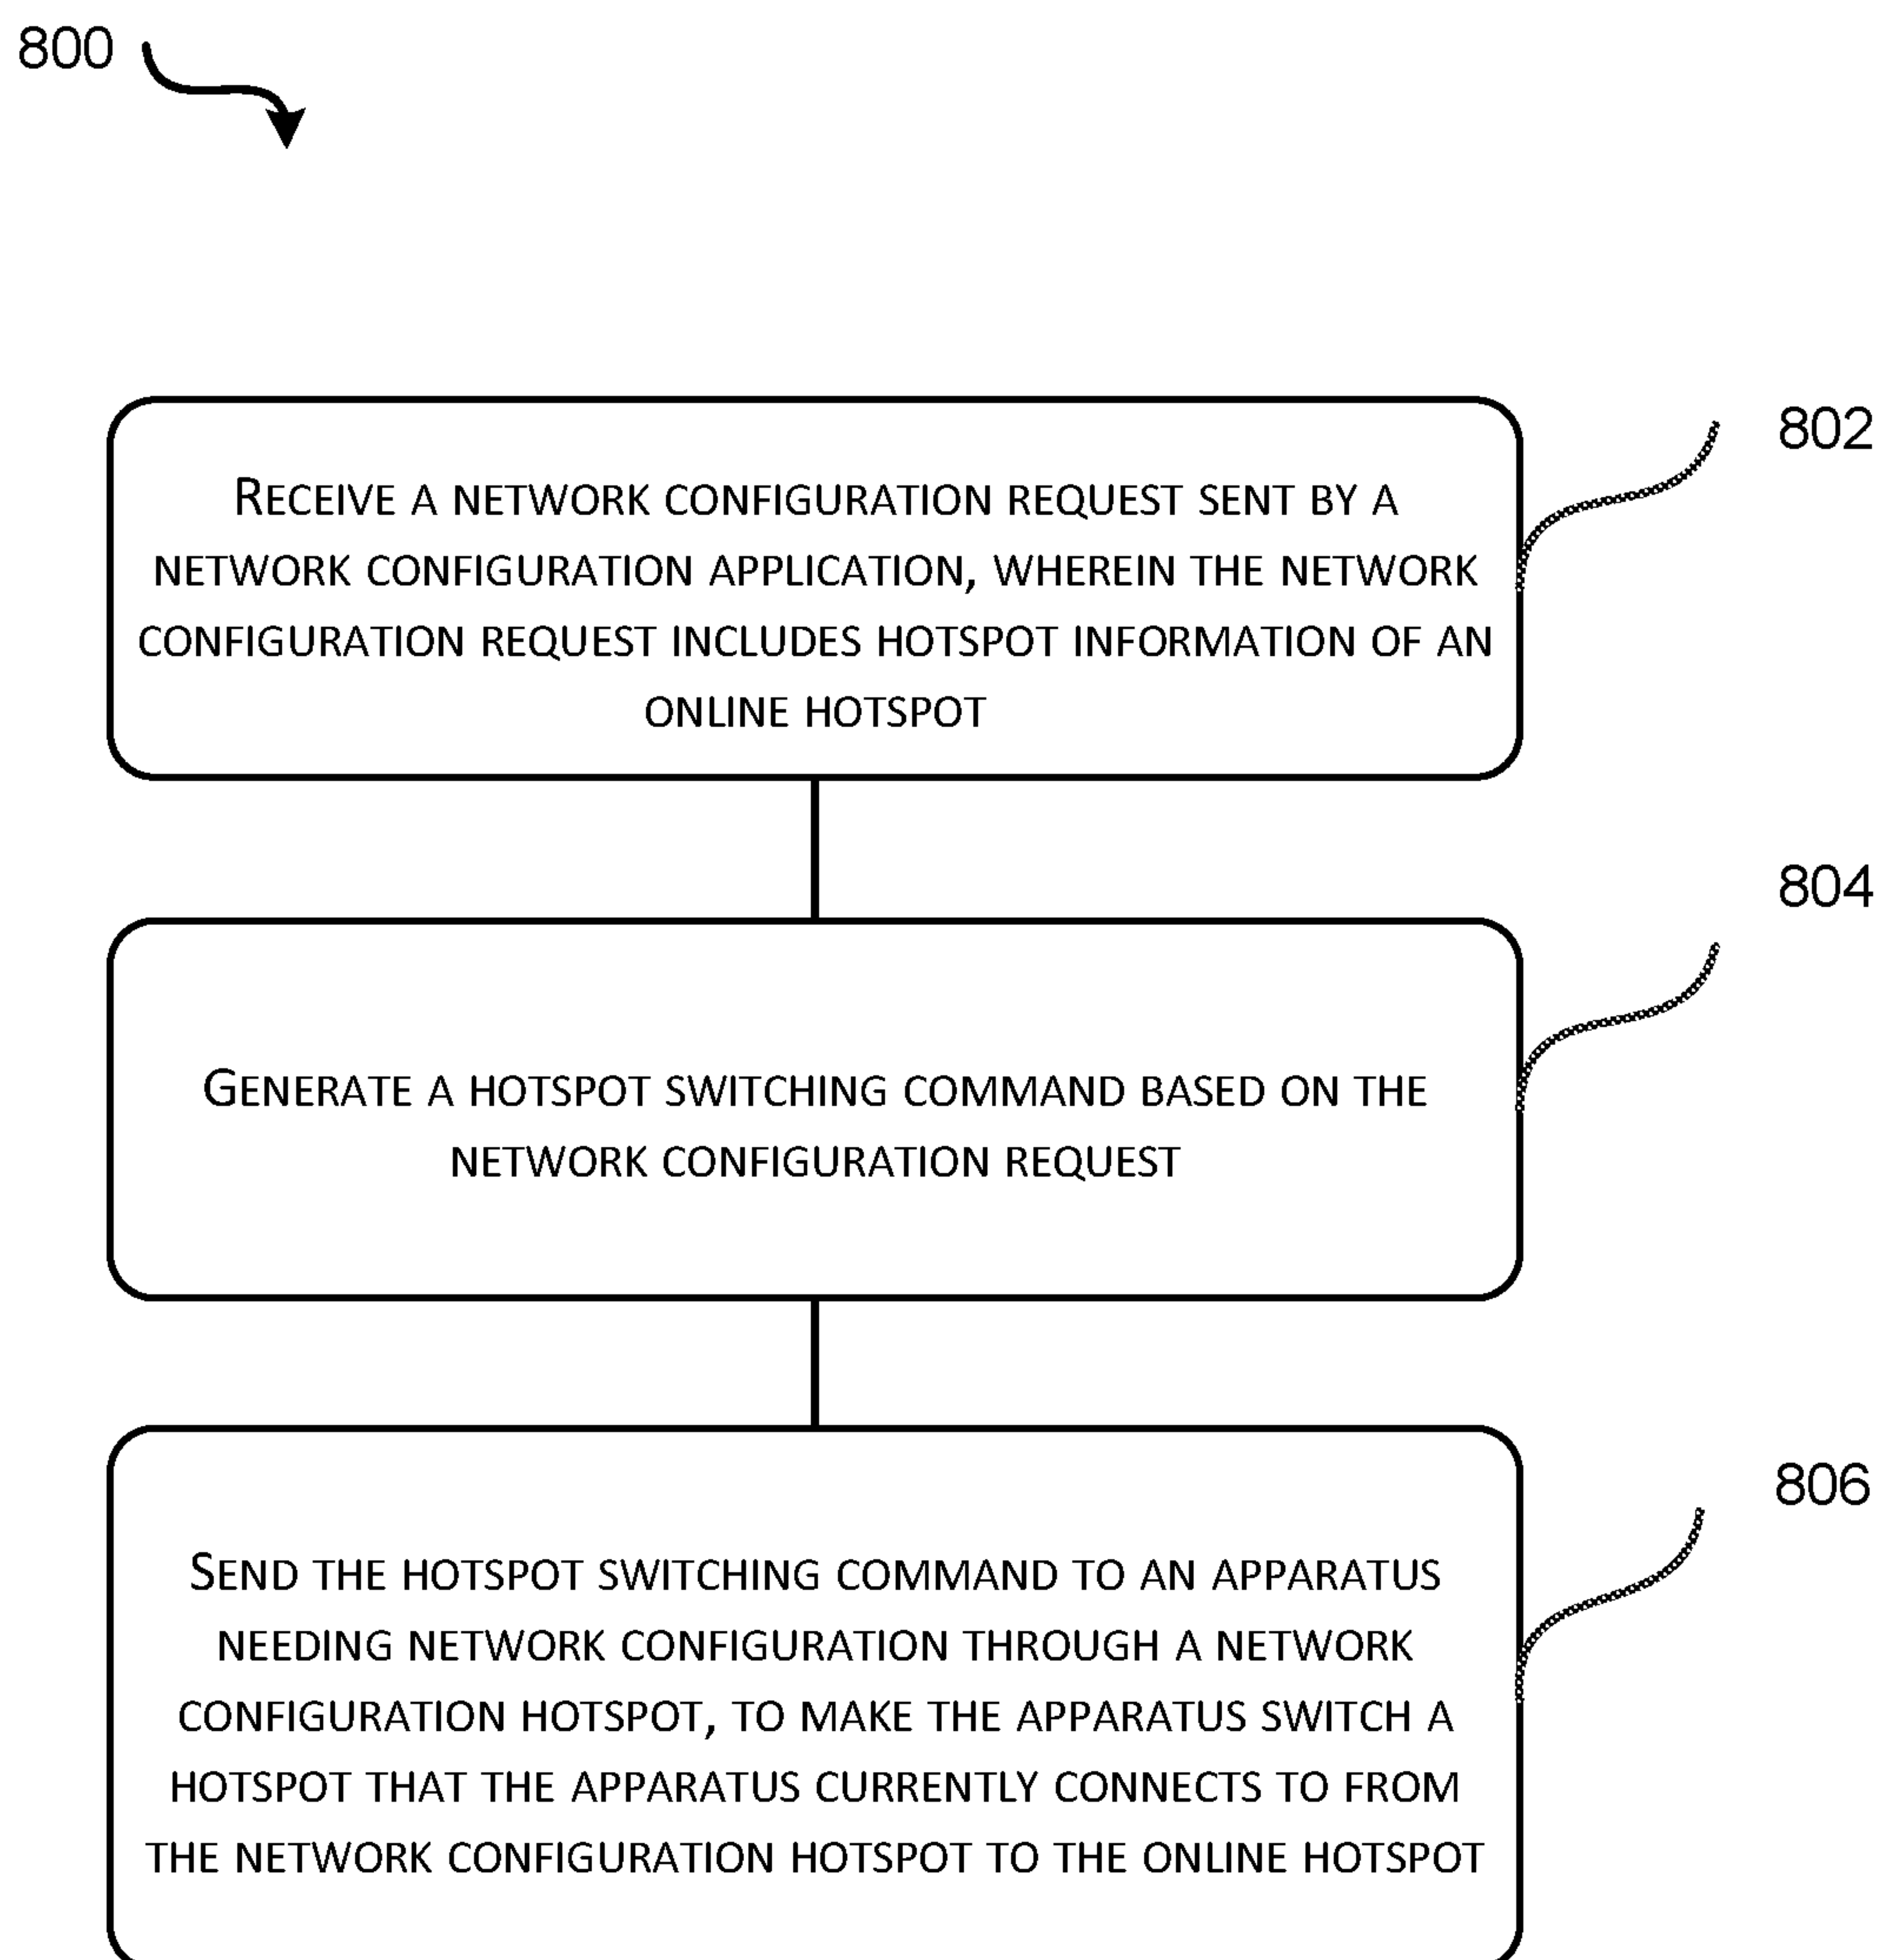 800
802
RECEIVE A NETWORK CONFIGURATION REQUEST SENT BY A
NETWORK CONFIGURATION APPLICATION, WHEREIN THE NETWORK
CONFIGURATION REQUEST INCLUDES HOTSPOT INFORMATION OF AN
ONLINE HOTSPOT
804
GENERATE A HOTSPOT SWITCHING COMMAND BASED ON THE
NETWORK CONFIGURATION REQUEST
806
SEND THE HOTSPOT SWITCHING COMMAND TO AN APPARATUS
NEEDING NETWORK CONFIGURATION THROUGH A NETWORK
CONFIGURATION HOTSPOT, TO MAKE THE APPARATUS SWITCH A
HOTSPOT THAT THE APPARATUS CURRENTLY CONNECTS TO FROM
THE NETWORK CONFIGURATION HOTSPOT TO THE ONLINE HOTSPOT